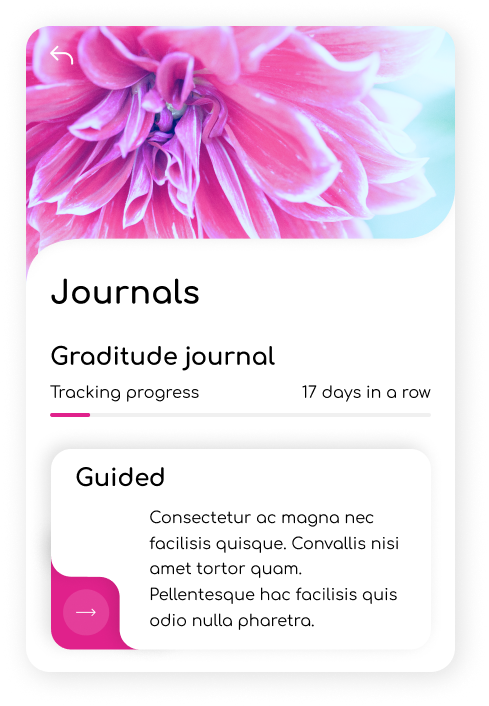 Journals
Graditude journal
Tracking progress 17 days in a row
Guided
Consectetur ac magna nec
facilisis quisque. Convallis nisi
amet tortor quam.
Pellentesque hac facilisis quis
odio nulla pharetra.